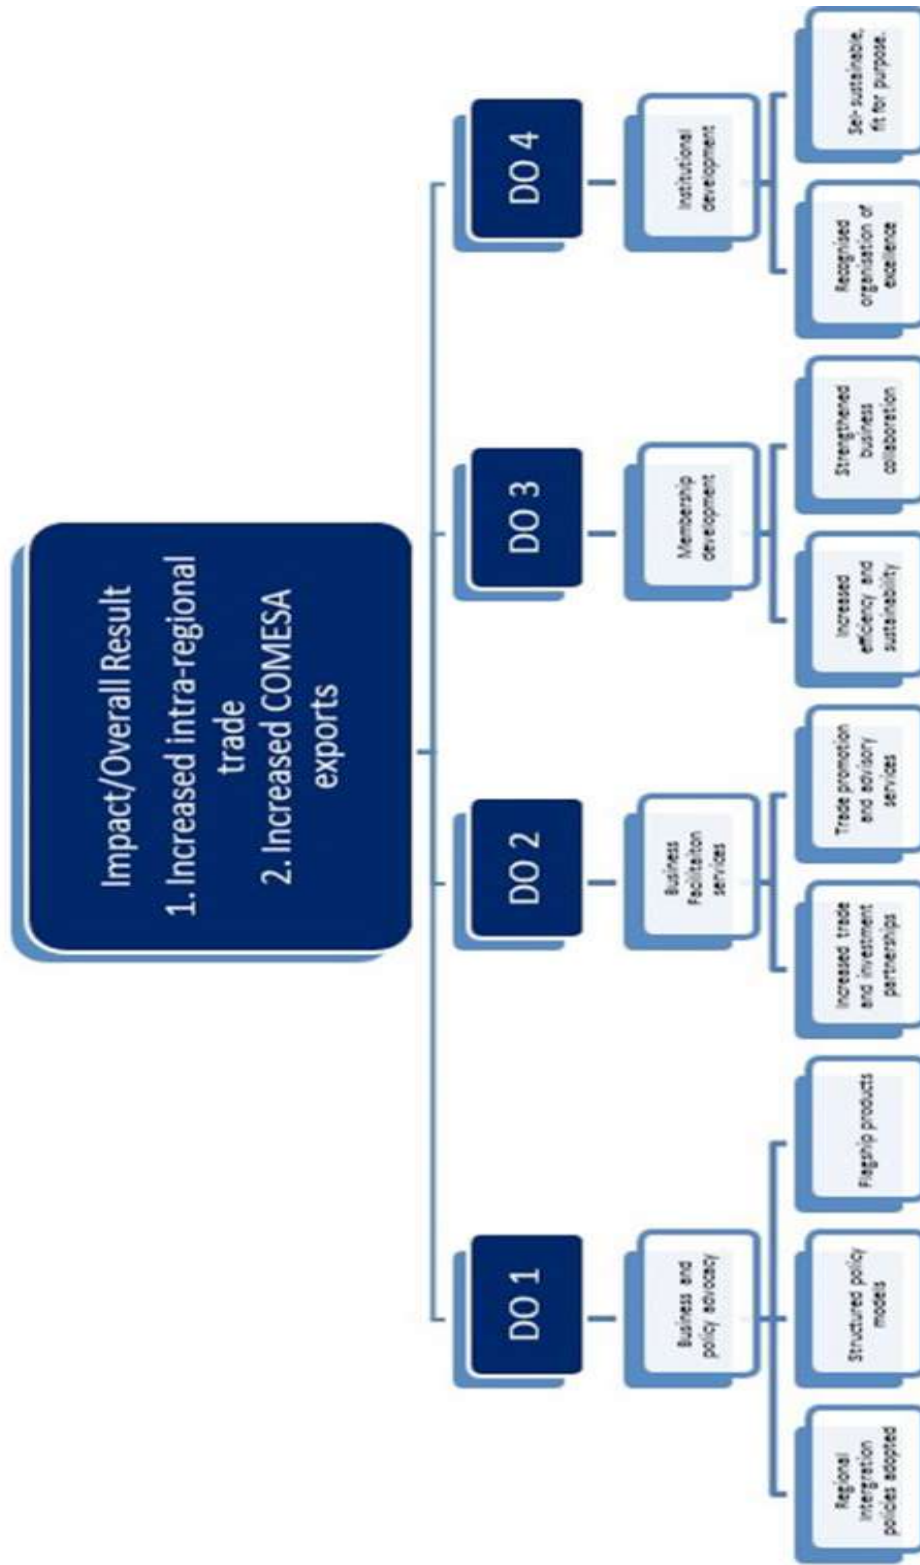 Impact/Overall Result
1. Increased intra-regional
trade
2. Increased COMESA
exports
DO 1
DO 2
DO 3
DO 4
Business and
policy advocacy
Business
Facilitaiton
services
Membership
development
Institutional
development
Regional
Intergration
policies adopted
Structured policy
models
Flagship products
Increased trade
and investment
partnerships
Trade promotion
and advisory
services
Increased
efficiency and
sustainability
Strengthened
business
collaboration
Recognised
organisation of
excellence
Sel- sustainable,
fit for purpose.